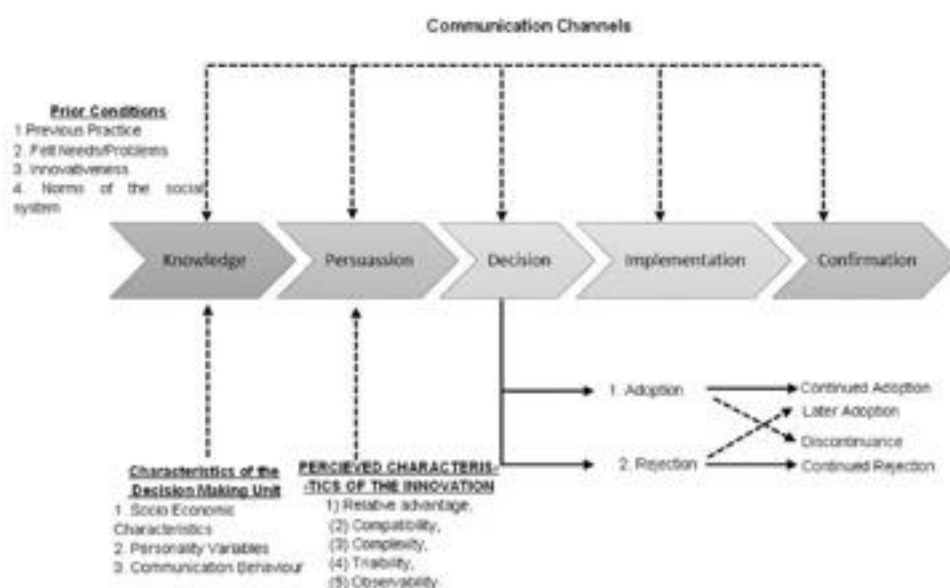 Communication Channels
Prior Conditions
1 Previous Practice
2. Felt Needs/Problems
3. Innovativeness
4. Norms of the social
system
Knowledge
Persuassion
Decision
Implementation
Confirmation
1. Adoption
Continued Adoption
Later Adoption
Discontinuance
2. Rejection
Continued Rejection
Characteristics of the
Decision Making Unit
1. Socio Economic
Characteristics
2. Personality Variables
3. Communication Behaviour
PERCIEVED CHARACTERIS-
-TICS OF THE INNOVATION
1) Relative advantage,
(2) Compatibility,
(3) Complexity,
(4) Trialbility,
(5) Observability